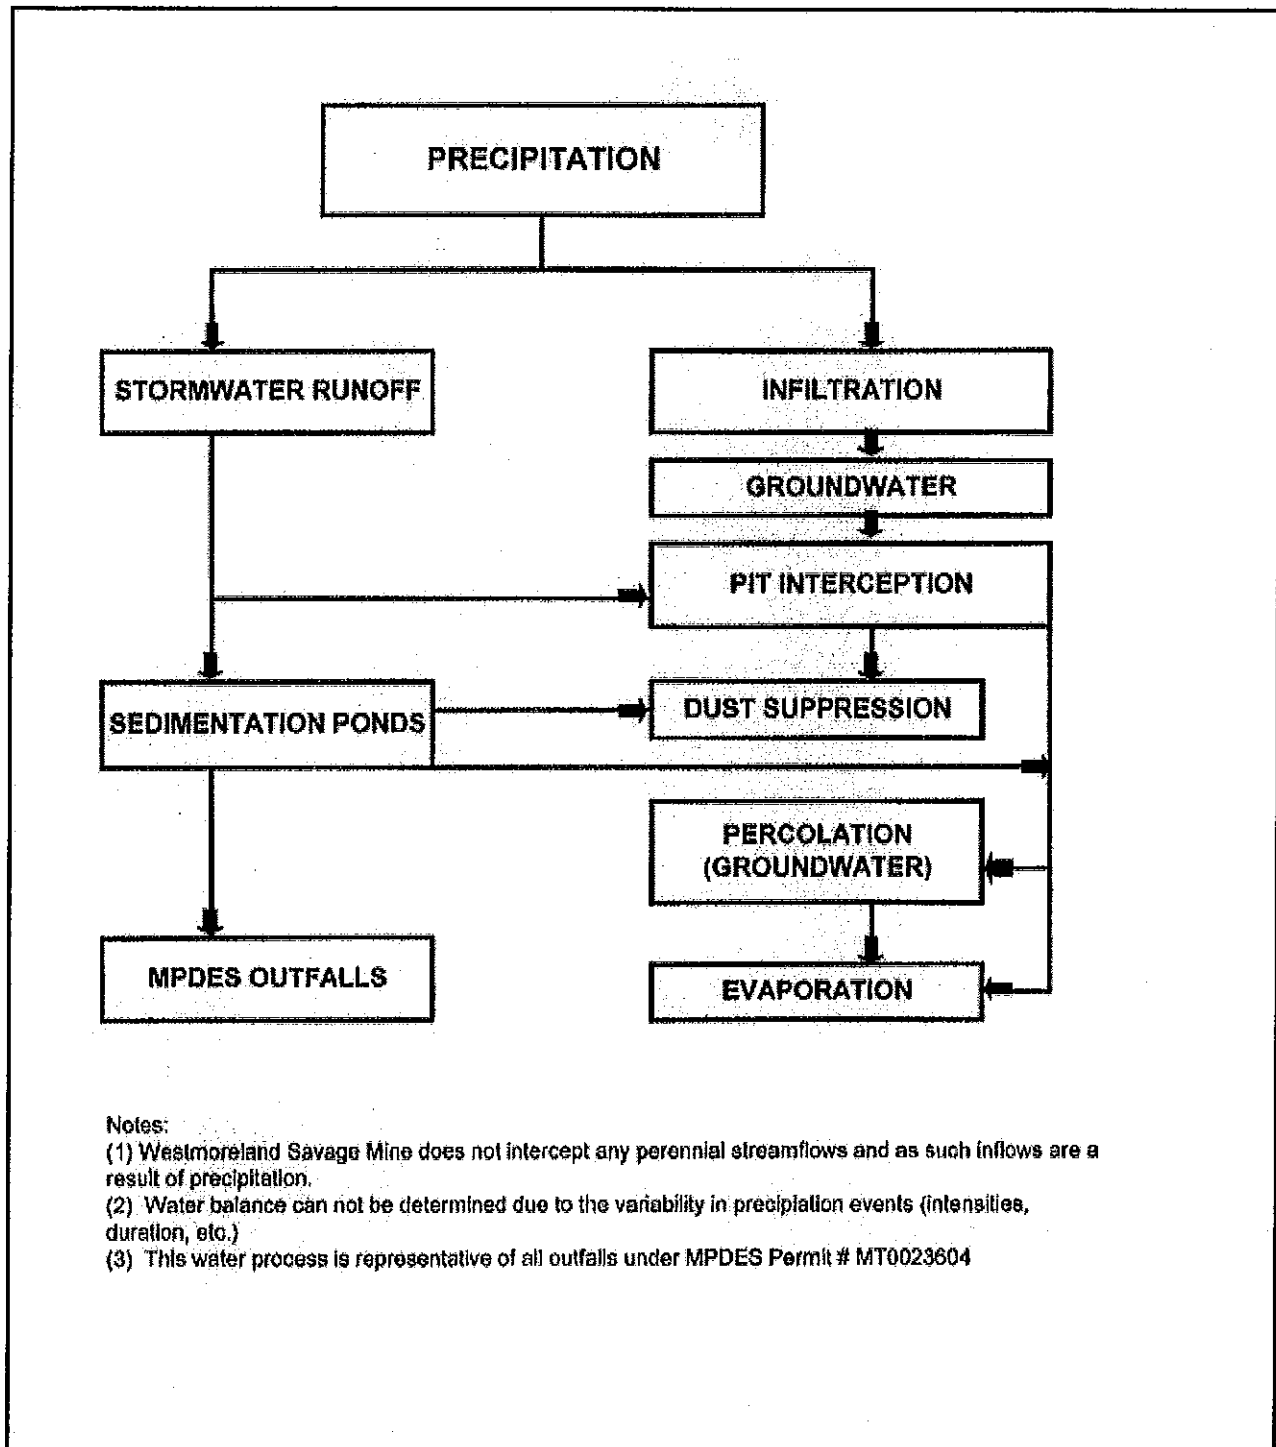 PRECIPITATION
STORMWATER RUNOFF
INFILTRATION
GROUNDWATER
PIT INTERCEPTION
SEDIMENTATION PONDS
DUST SUPPRESSION
PERCOLATION
(GROUNDWATER)
MPDES OUTFALLS
EVAPORATION
Notes:
(1) Westmoreland Savage Mine does not intercept any perennial streamflows and as such inflows are a
result of precipitation.
(2) Water balance can not be determined due to the variability in precipiation events (intensities,
duration, etc.)
(3) This water process is representative of all outfalls under MPDES Permit # MT0023604